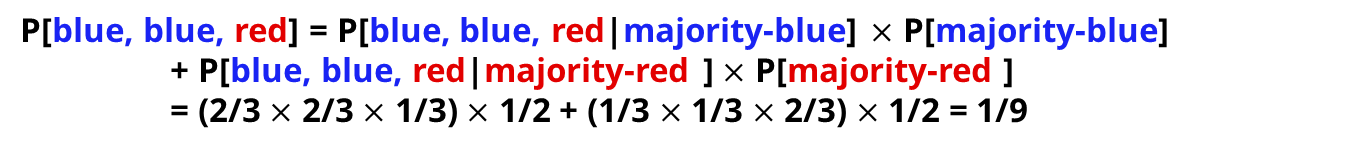 P[blue, blue, red] = P[blue, blue, red|majority-blue] × P[majority-blue]
+ P[blue, blue, red|majority-red ] × P[majority-red ]
= (2/3 × 2/3 × 1/3) × 1/2 + (1/3 × 1/3 × 2/3) × 1/2 = 1/9